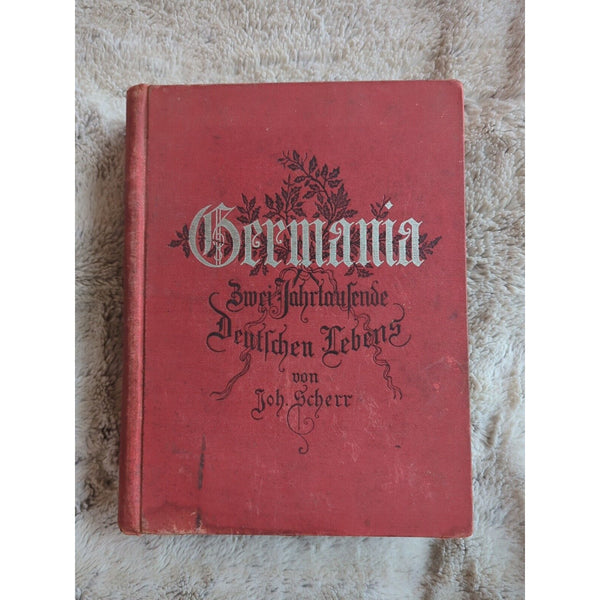 Germania
Zwei Jahrtausende
Deutschen Lebens
von
Joh. Scherr